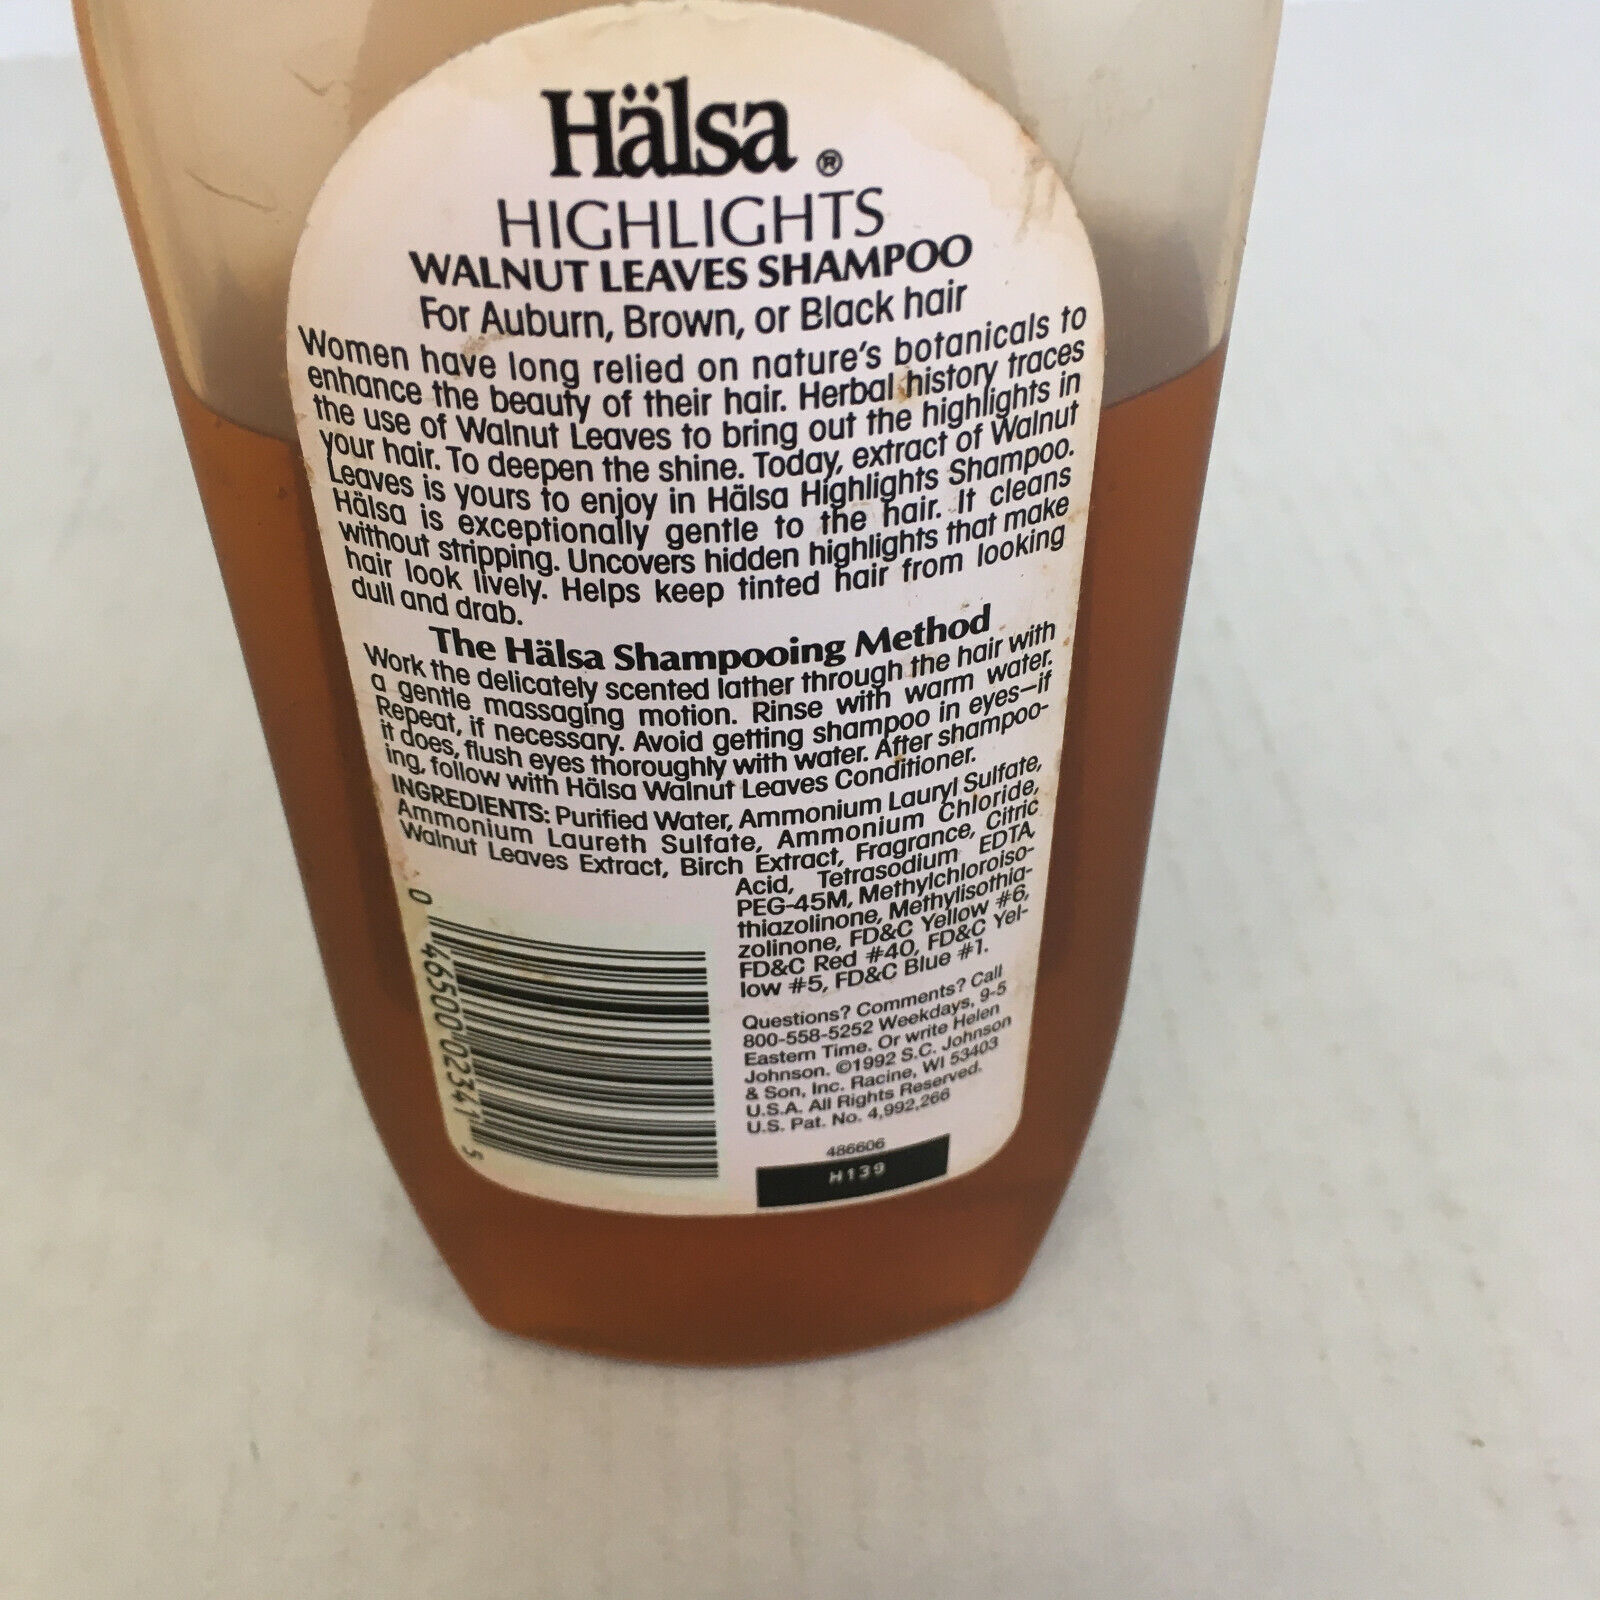 Hälsa ®
HIGHLIGHTS
WALNUT LEAVES SHAMPOO
For Auburn, Brown, or Black hair
Women have long relied on nature's botanicals to
enhance the beauty of their hair. Herbal history traces
the use of Walnut Leaves to bring out the highlights in
your hair. To deepen the shine. Today, extract of Walnut
Leaves is yours to enjoy in Hälsa Highlights Shampoo.
Hälsa is exceptionally gentle to the hair. It cleans
without stripping. Uncovers hidden highlights that make
hair look lively. Helps keep tinted hair from looking
dull and drab.
The Hälsa Shampooing Method
Work the delicately scented lather through the hair with
a gentle massaging motion. Rinse with warm water.
Repeat, if necessary. Avoid getting shampoo in eyes–if
it does, flush eyes thoroughly with water. After shampoo-
ing, follow with Hälsa Walnut Leaves Conditioner.
INGREDIENTS: Purified Water, Ammonium Lauryl Sulfate,
Ammonium Laureth Sulfate, Ammonium Chloride,
Walnut Leaves Extract, Birch Extract, Fragrance, Citric
Acid, Tetrasodium EDTA,
PEG-45M, Methylchloroiso-
thiazolinone, Methylisothia-
zolinone, FD&C Yellow #6,
FD&C Red #40, FD&C Yel-
low #5, FD&C Blue #1.
Questions? Comments? Call
800-558-5252 Weekdays, 9-5
Eastern Time. Or write Helen
Johnson. ©1992 S.C. Johnson
& Son, Inc. Racine, WI 53403
U.S.A. All Rights Reserved.
U.S. Pat. No. 4,992,266
486606
H139
0 46500 02341 5